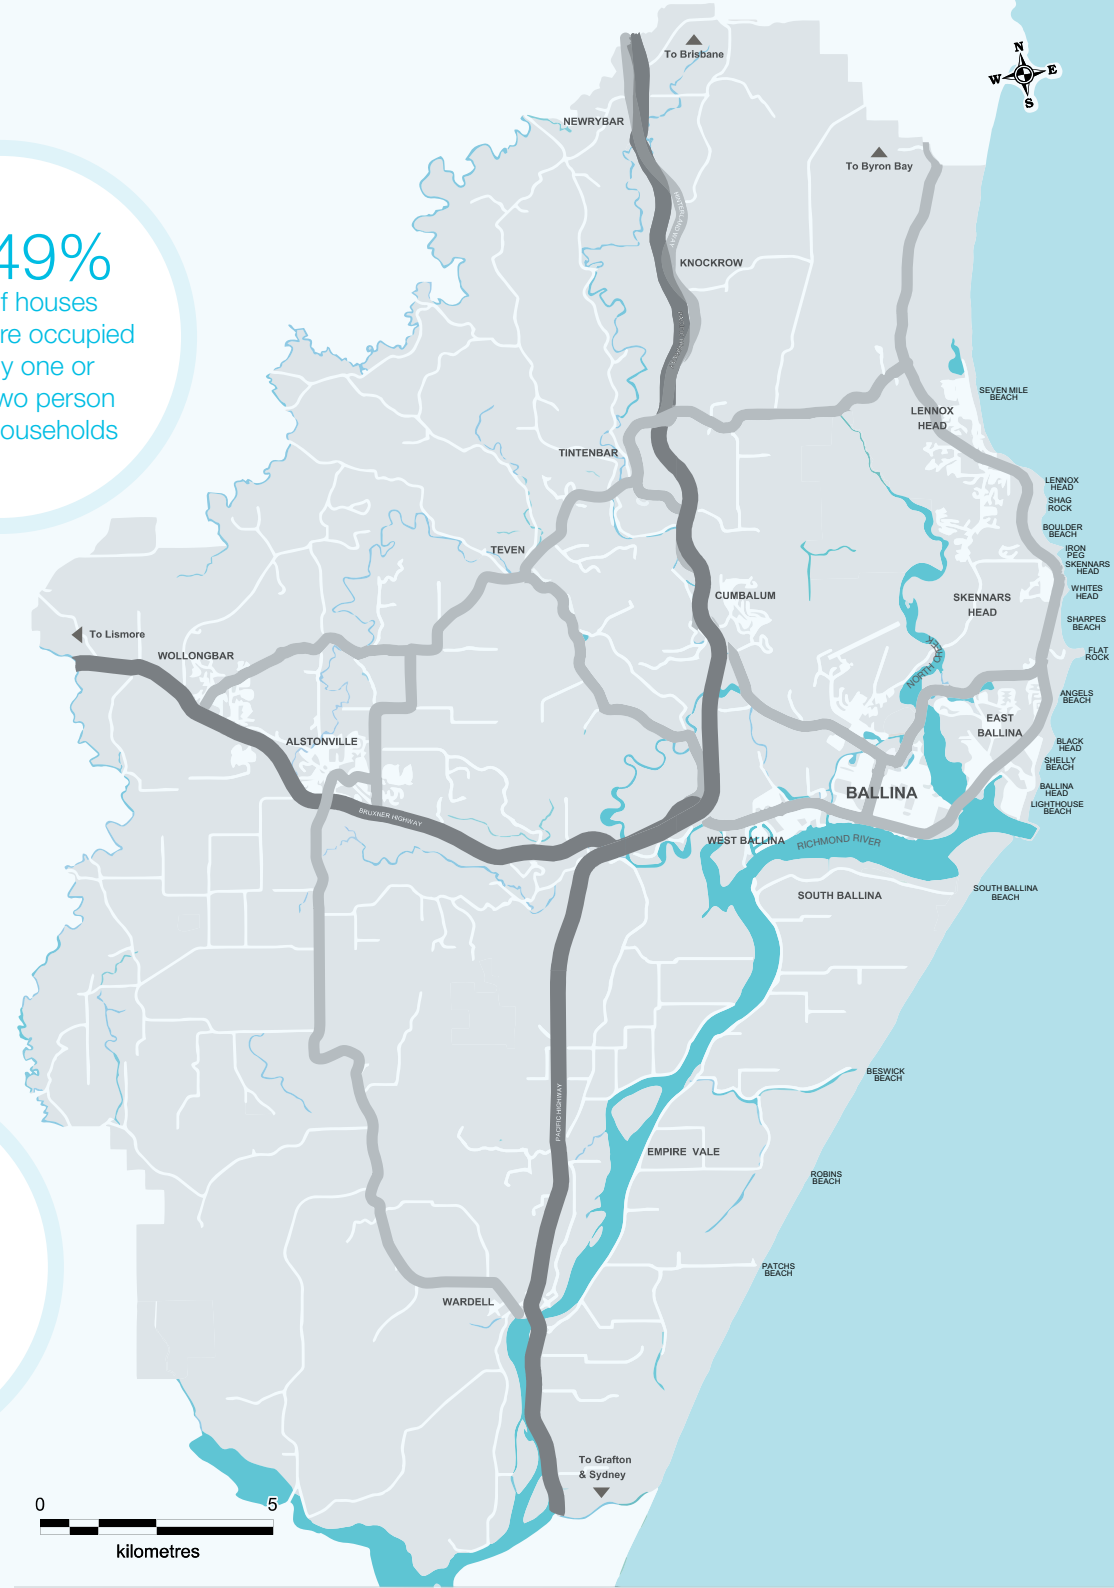 To Brisbane
N
W
E
S
NEWRYBAR
To Byron Bay
HINTERLAND WAY
49%
f houses
re occupied
y one or
wo person
ouseholds
KNOCKROW
SEVEN MILE
BEACH
LENNOX
HEAD
TINTENBAR
LENNOX
HEAD
SHAG
ROCK
BOULDER
BEACH
TEVEN
IRON
PEG
SKENNARS
HEAD
CUMBALUM
WHITES
HEAD
SKENNARS
HEAD
SHARPES
BEACH
To Lismore
WOLLONGBAR
NORTH CREEK
FLAT
ROCK
ANGELS
BEACH
EAST
BALLINA
ALSTONVILLE
BLACK
HEAD
SHELLY
BEACH
BALLINA
BALLINA
HEAD
LIGHTHOUSE
BEACH
BRUXNER HIGHWAY
WEST BALLINA
RICHMOND RIVER
SOUTH BALLINA
SOUTH BALLINA
BEACH
BESWICK
BEACH
PACIFIC HIGHWAY
EMPIRE VALE
ROBINS
BEACH
PATCHS
BEACH
WARDELL
To Grafton
& Sydney
0
5
kilometres